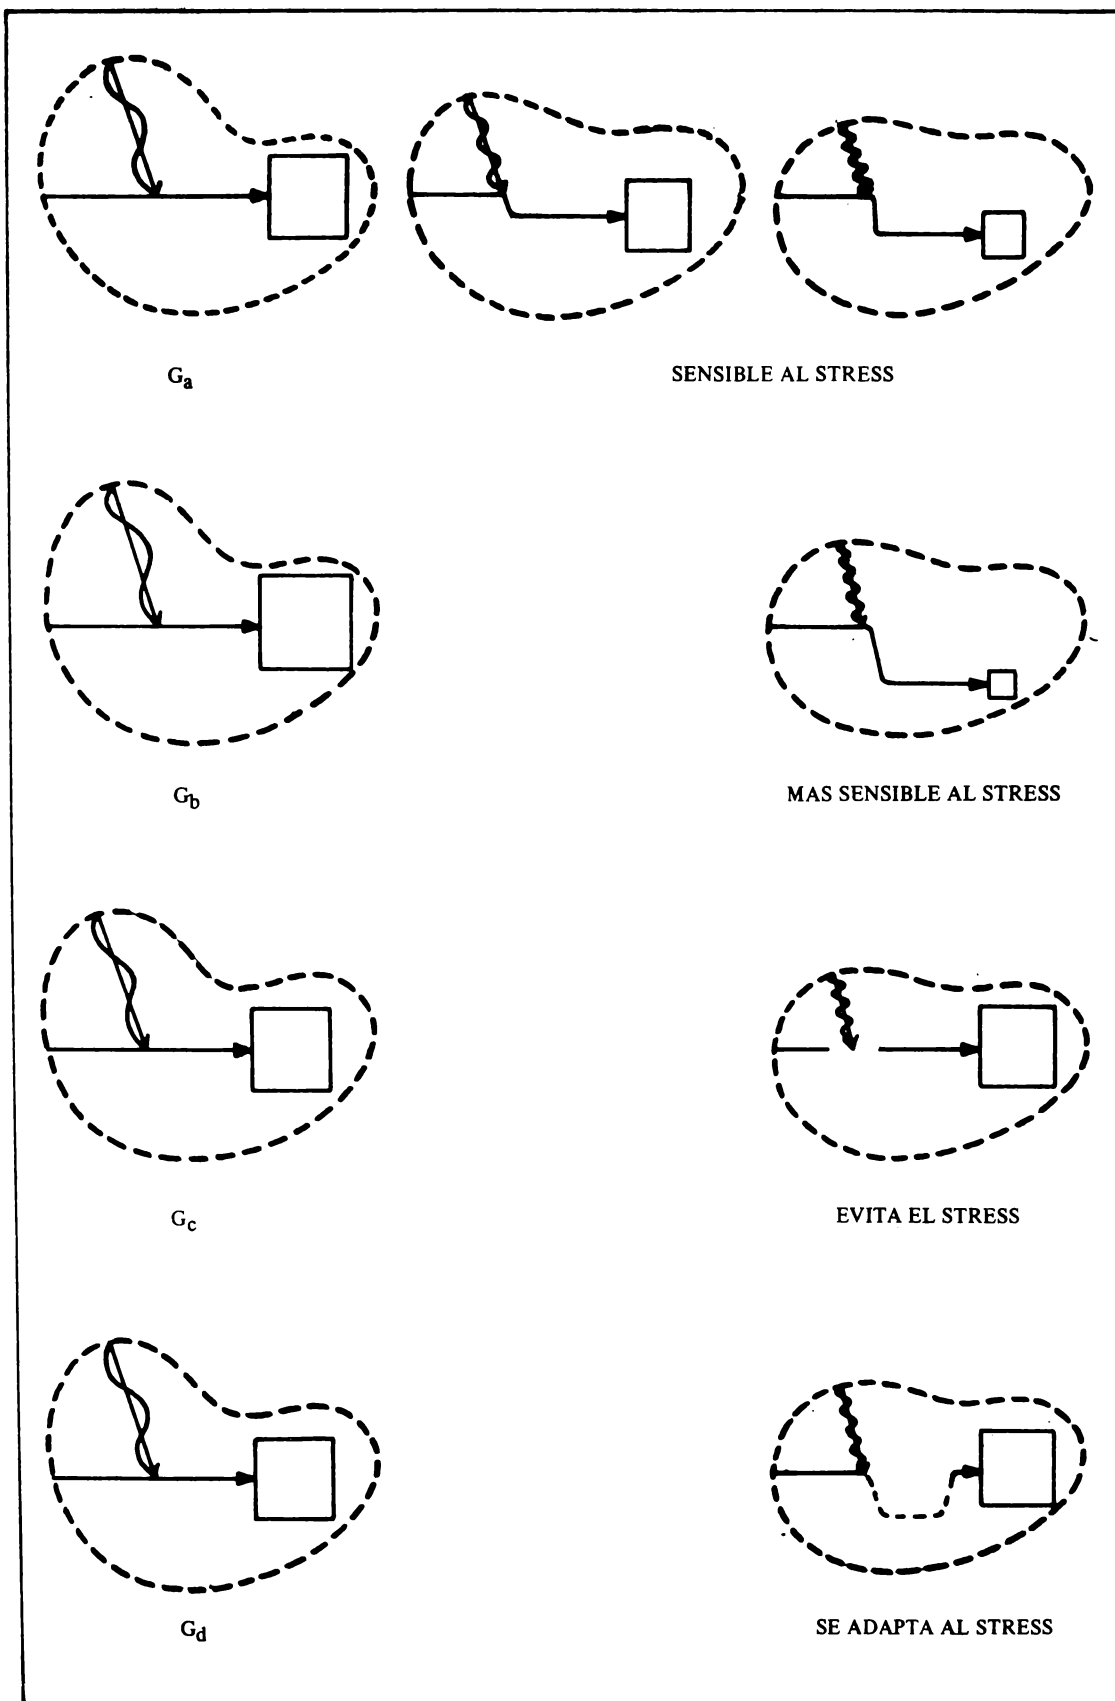 Ga
SENSIBLE AL STRESS
Gb
MAS SENSIBLE AL STRESS
Gc
EVITA EL STRESS
Gd
SE ADAPTA AL STRESS